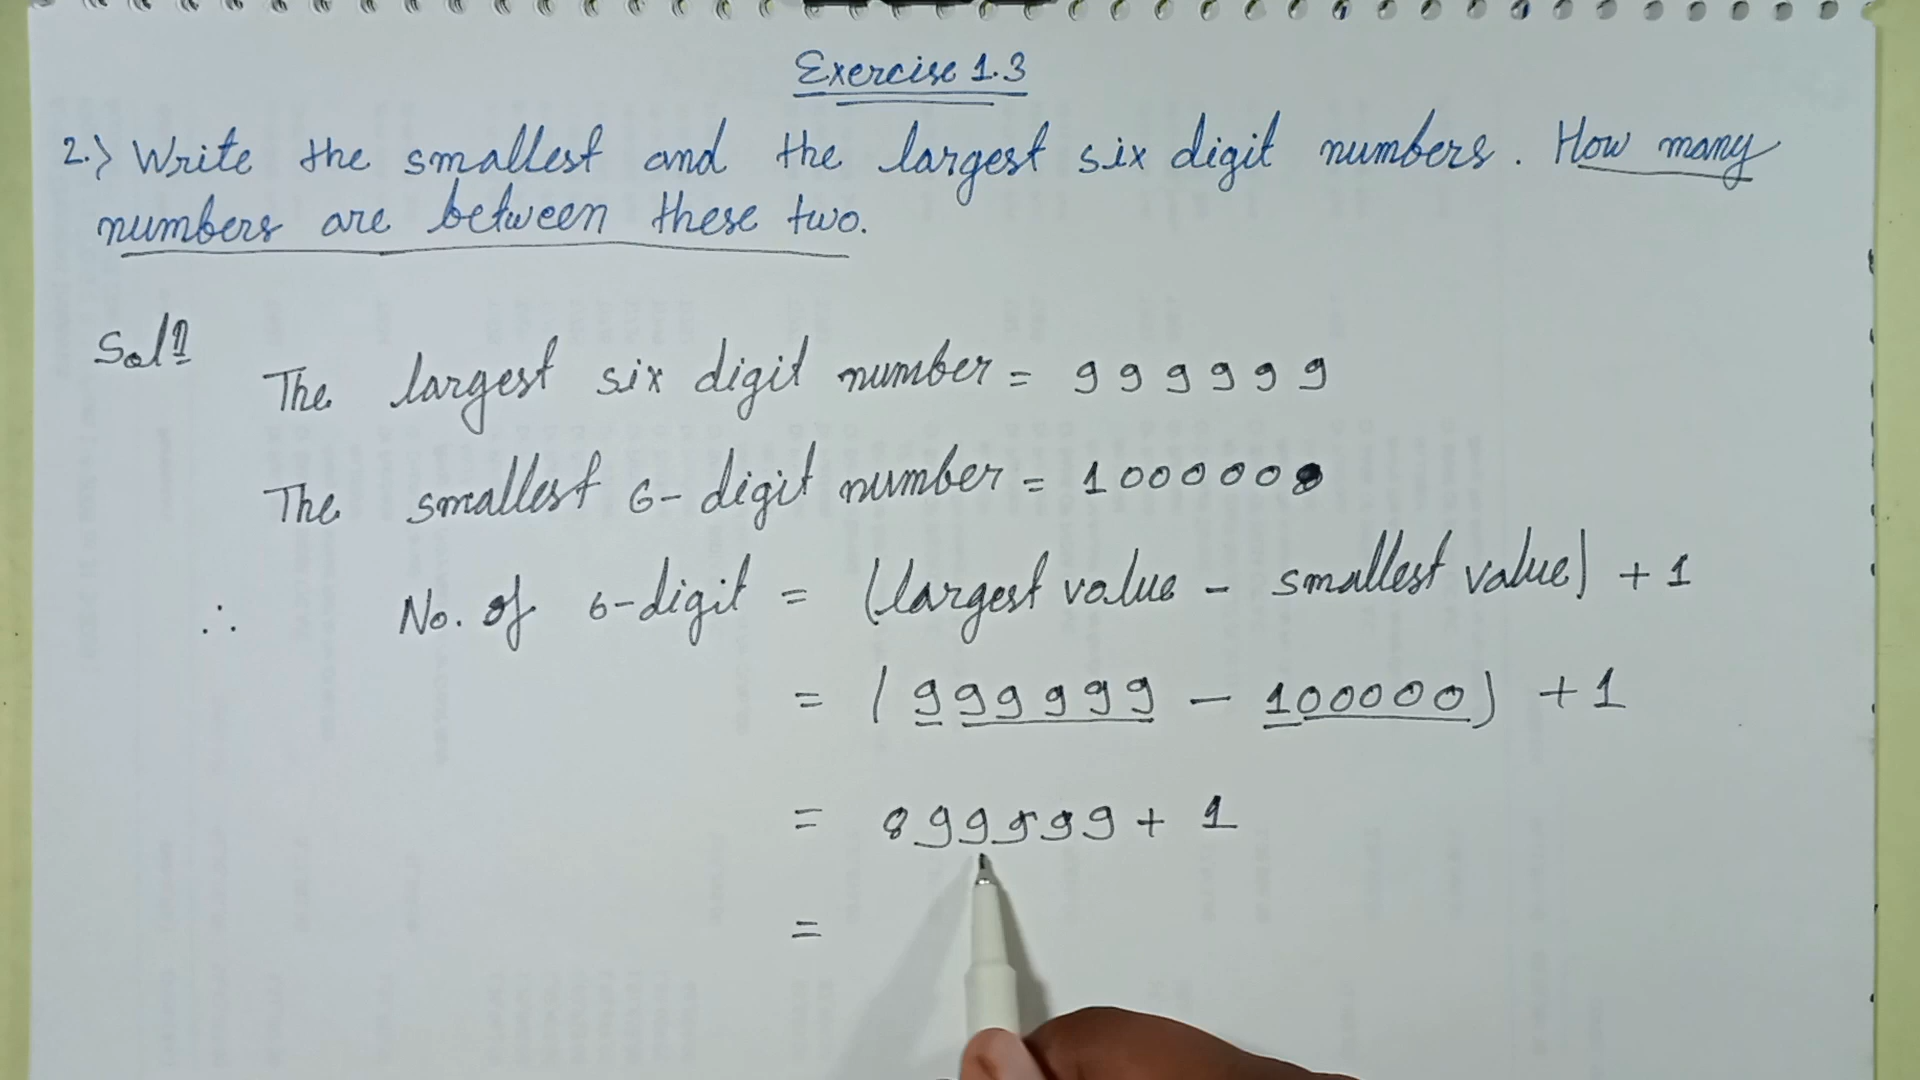 Exercise 1.3
2.) Write the smallest and the largest six digit numbers. How many
numbers are between these two.
Solⁿ
The largest six digit number = 999999
The smallest 6-digit number = 100000
∴ No. of 6-digit = (largest value - smallest value) + 1
= (999999 - 100000) + 1
= 899999 + 1
=